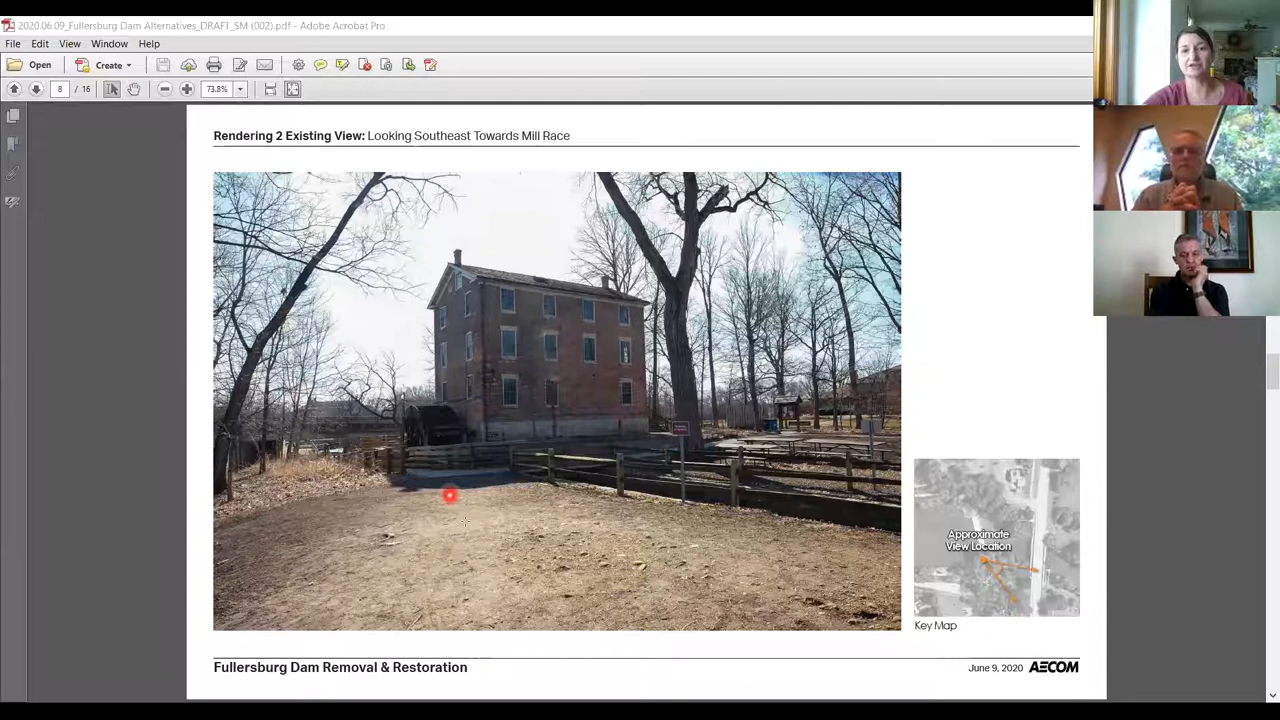 2020.06.09_Fullersburg Dam Alternatives_DRAFT_SM (002).pdf - Adobe Acrobat Pro
File Edit View Window Help
Open Create
8 / 16 73.8%
Rendering 2 Existing View: Looking Southeast Towards Mill Race
Approximate
View Location
Key Map
Fullersburg Dam Removal & Restoration
June 9, 2020 AECOM